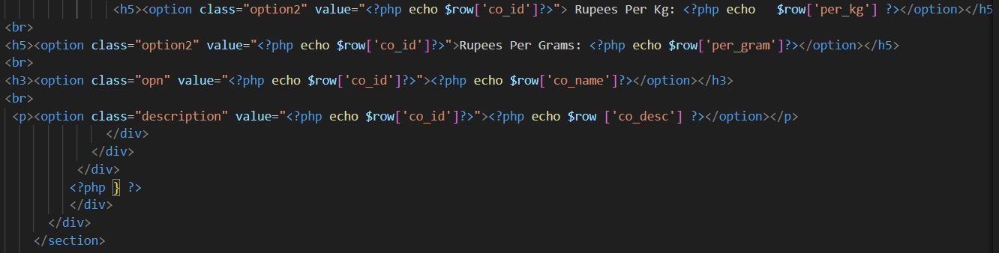 <h5><option class="option2" value="<?php echo $row['co_id']?>"> Rupees Per Kg: <?php echo   $row['per_kg'] ?></option></h5
<br>
<h5><option class="option2" value="<?php echo $row['co_id']?>">Rupees Per Grams: <?php echo $row['per_gram']?></option></h5>
<br>
<h3><option class="opn" value="<?php echo $row['co_id']?>"><?php echo $row['co_name']?></option></h3>
<br>
<p><option class="description" value="<?php echo $row['co_id']?>"><?php echo $row ['co_desc'] ?></option></p>
</div>
</div>
</div>
<?php } ?>
</div>
</div>
</section>